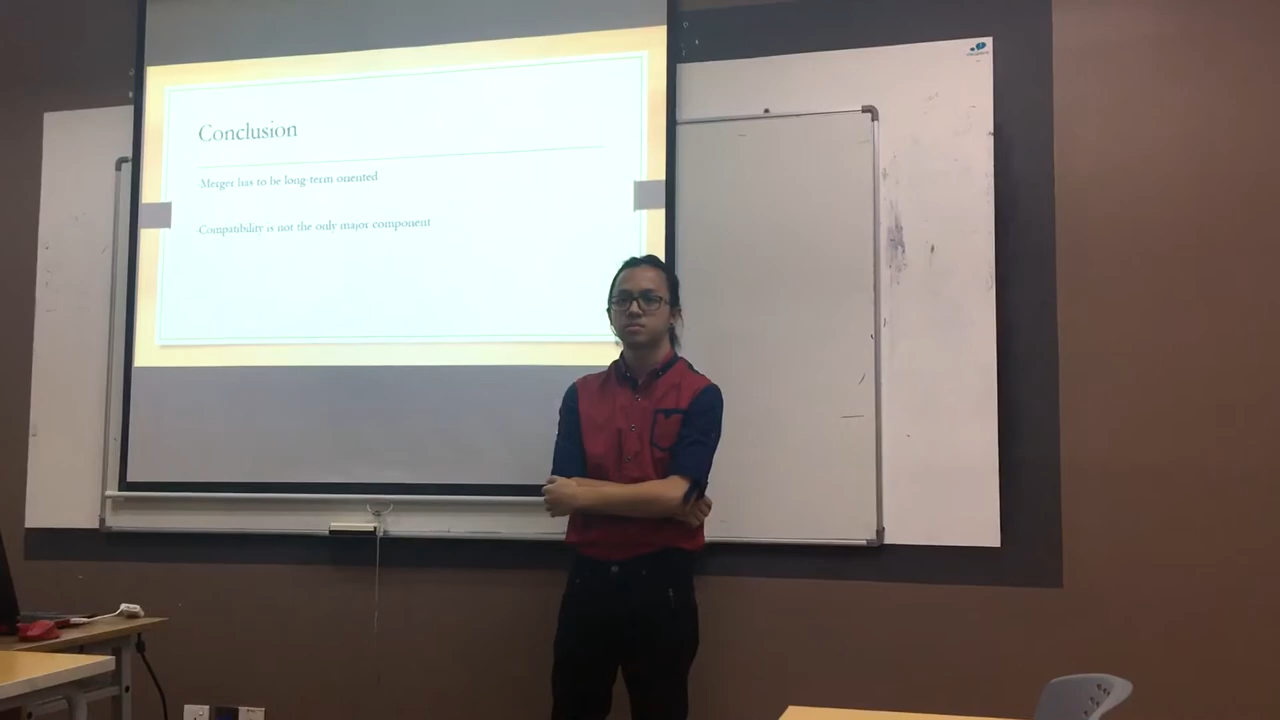 Conclusion
-Merger has to be long-term oriented
-Compatibility is not the only major component